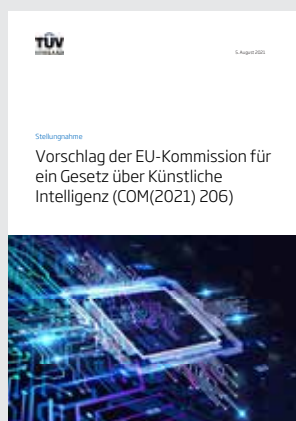 TÜV
5. August 2021
Stellungnahme
Vorschlag der EU-Kommission für
ein Gesetz über Künstliche
Intelligenz (COM(2021) 206)